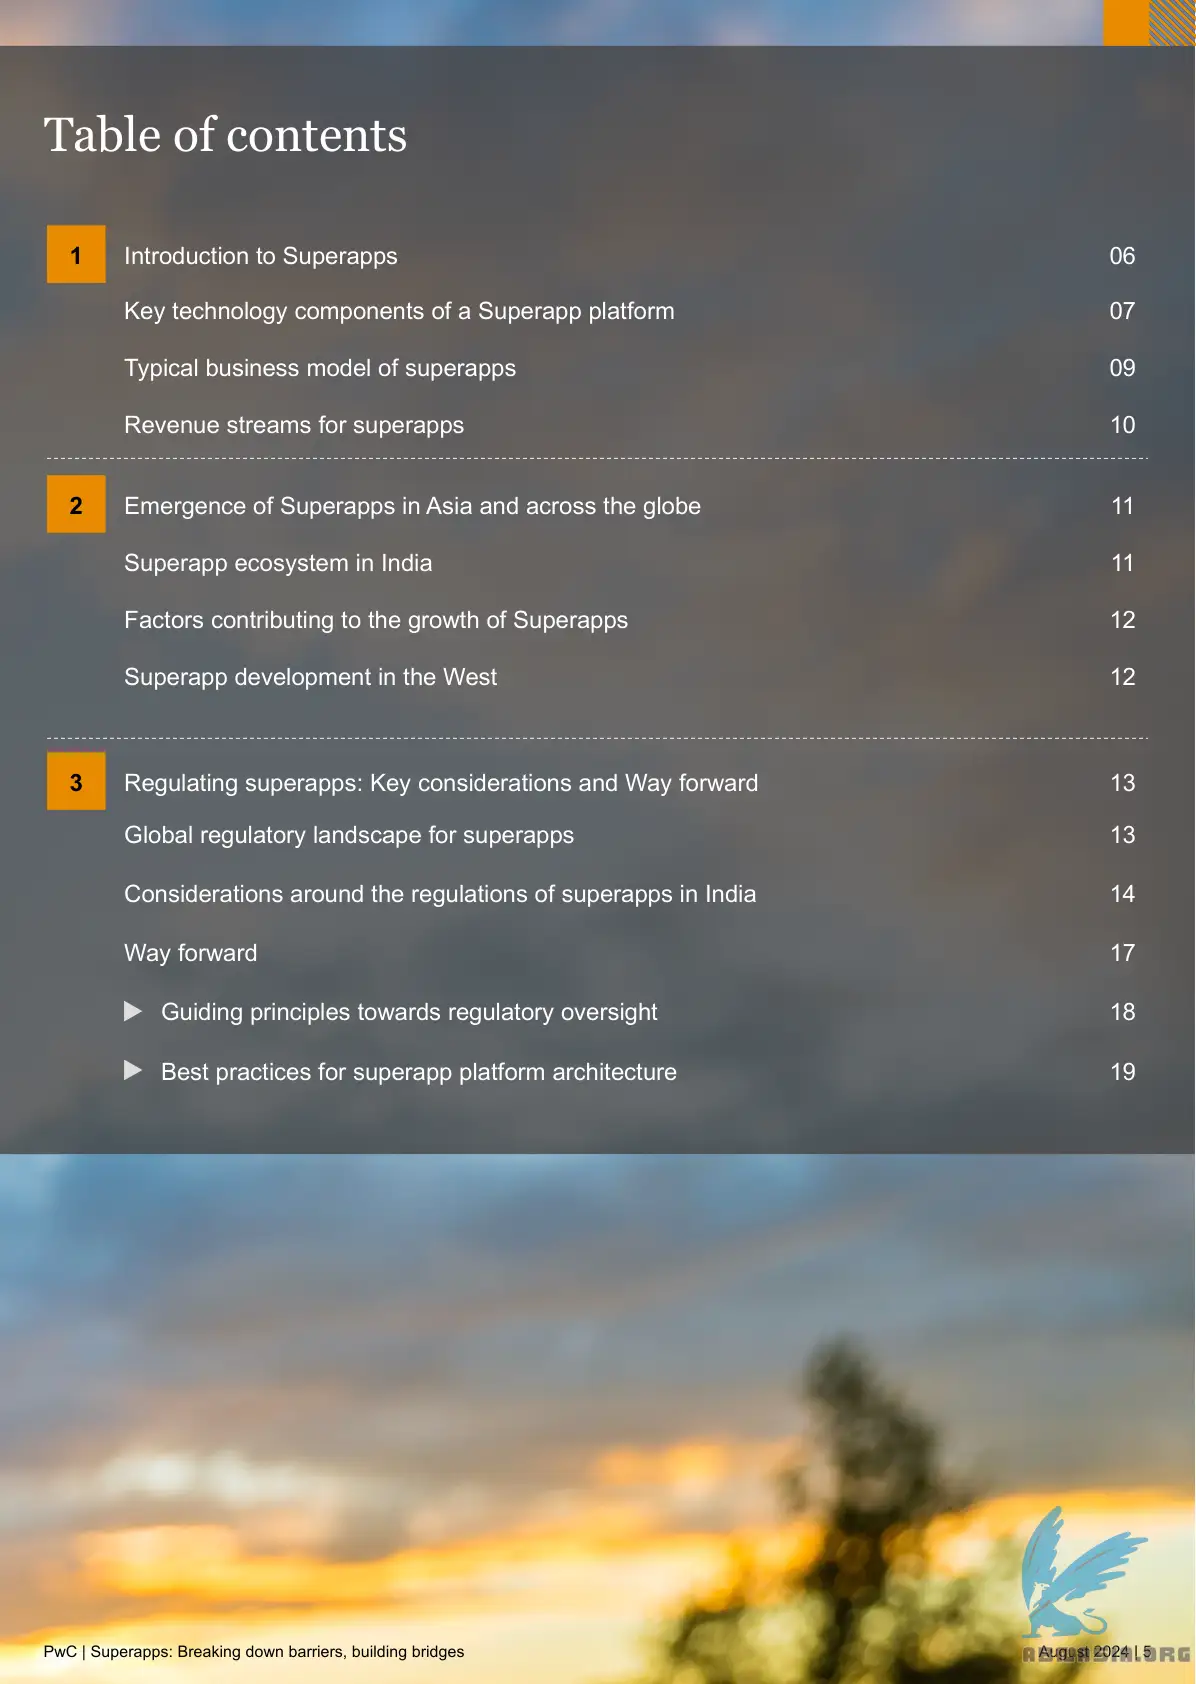 Table of contents
1 Introduction to Superapps 06
Key technology components of a Superapp platform 07
Typical business model of superapps 09
Revenue streams for superapps 10
2 Emergence of Superapps in Asia and across the globe 11
Superapp ecosystem in India 11
Factors contributing to the growth of Superapps 12
Superapp development in the West 12
3 Regulating superapps: Key considerations and Way forward 13
Global regulatory landscape for superapps 13
Considerations around the regulations of superapps in India 14
Way forward 17
Guiding principles towards regulatory oversight 18
Best practices for superapp platform architecture 19
PwC | Superapps: Breaking down barriers, building bridges
August 2024 | 5